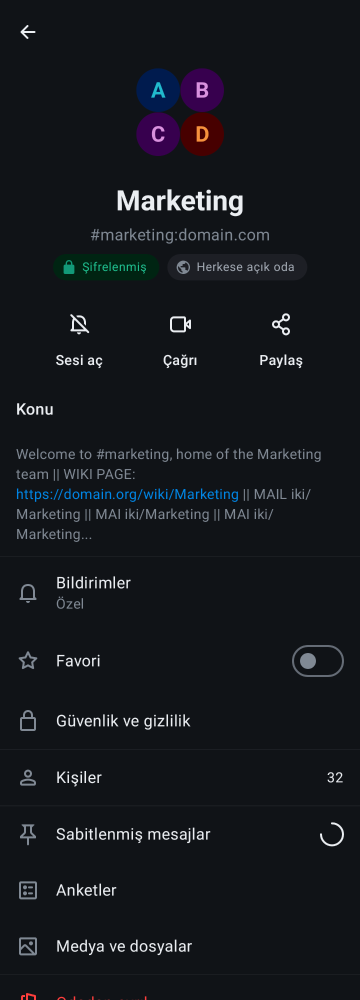 A B
C D
Marketing
#marketing:domain.com
Şifrelenmiş Herkese açık oda
Sesi aç Çağrı Paylaş
Konu
Welcome to #marketing, home of the Marketing
team || WIKI PAGE:
https://domain.org/wiki/Marketing || MAIL iki/
Marketing || MAI iki/Marketing || MAI iki/
Marketing...
Bildirimler
Özel
Favori
Güvenlik ve gizlilik
Kişiler 32
Sabitlenmiş mesajlar
Anketler
Medya ve dosyalar